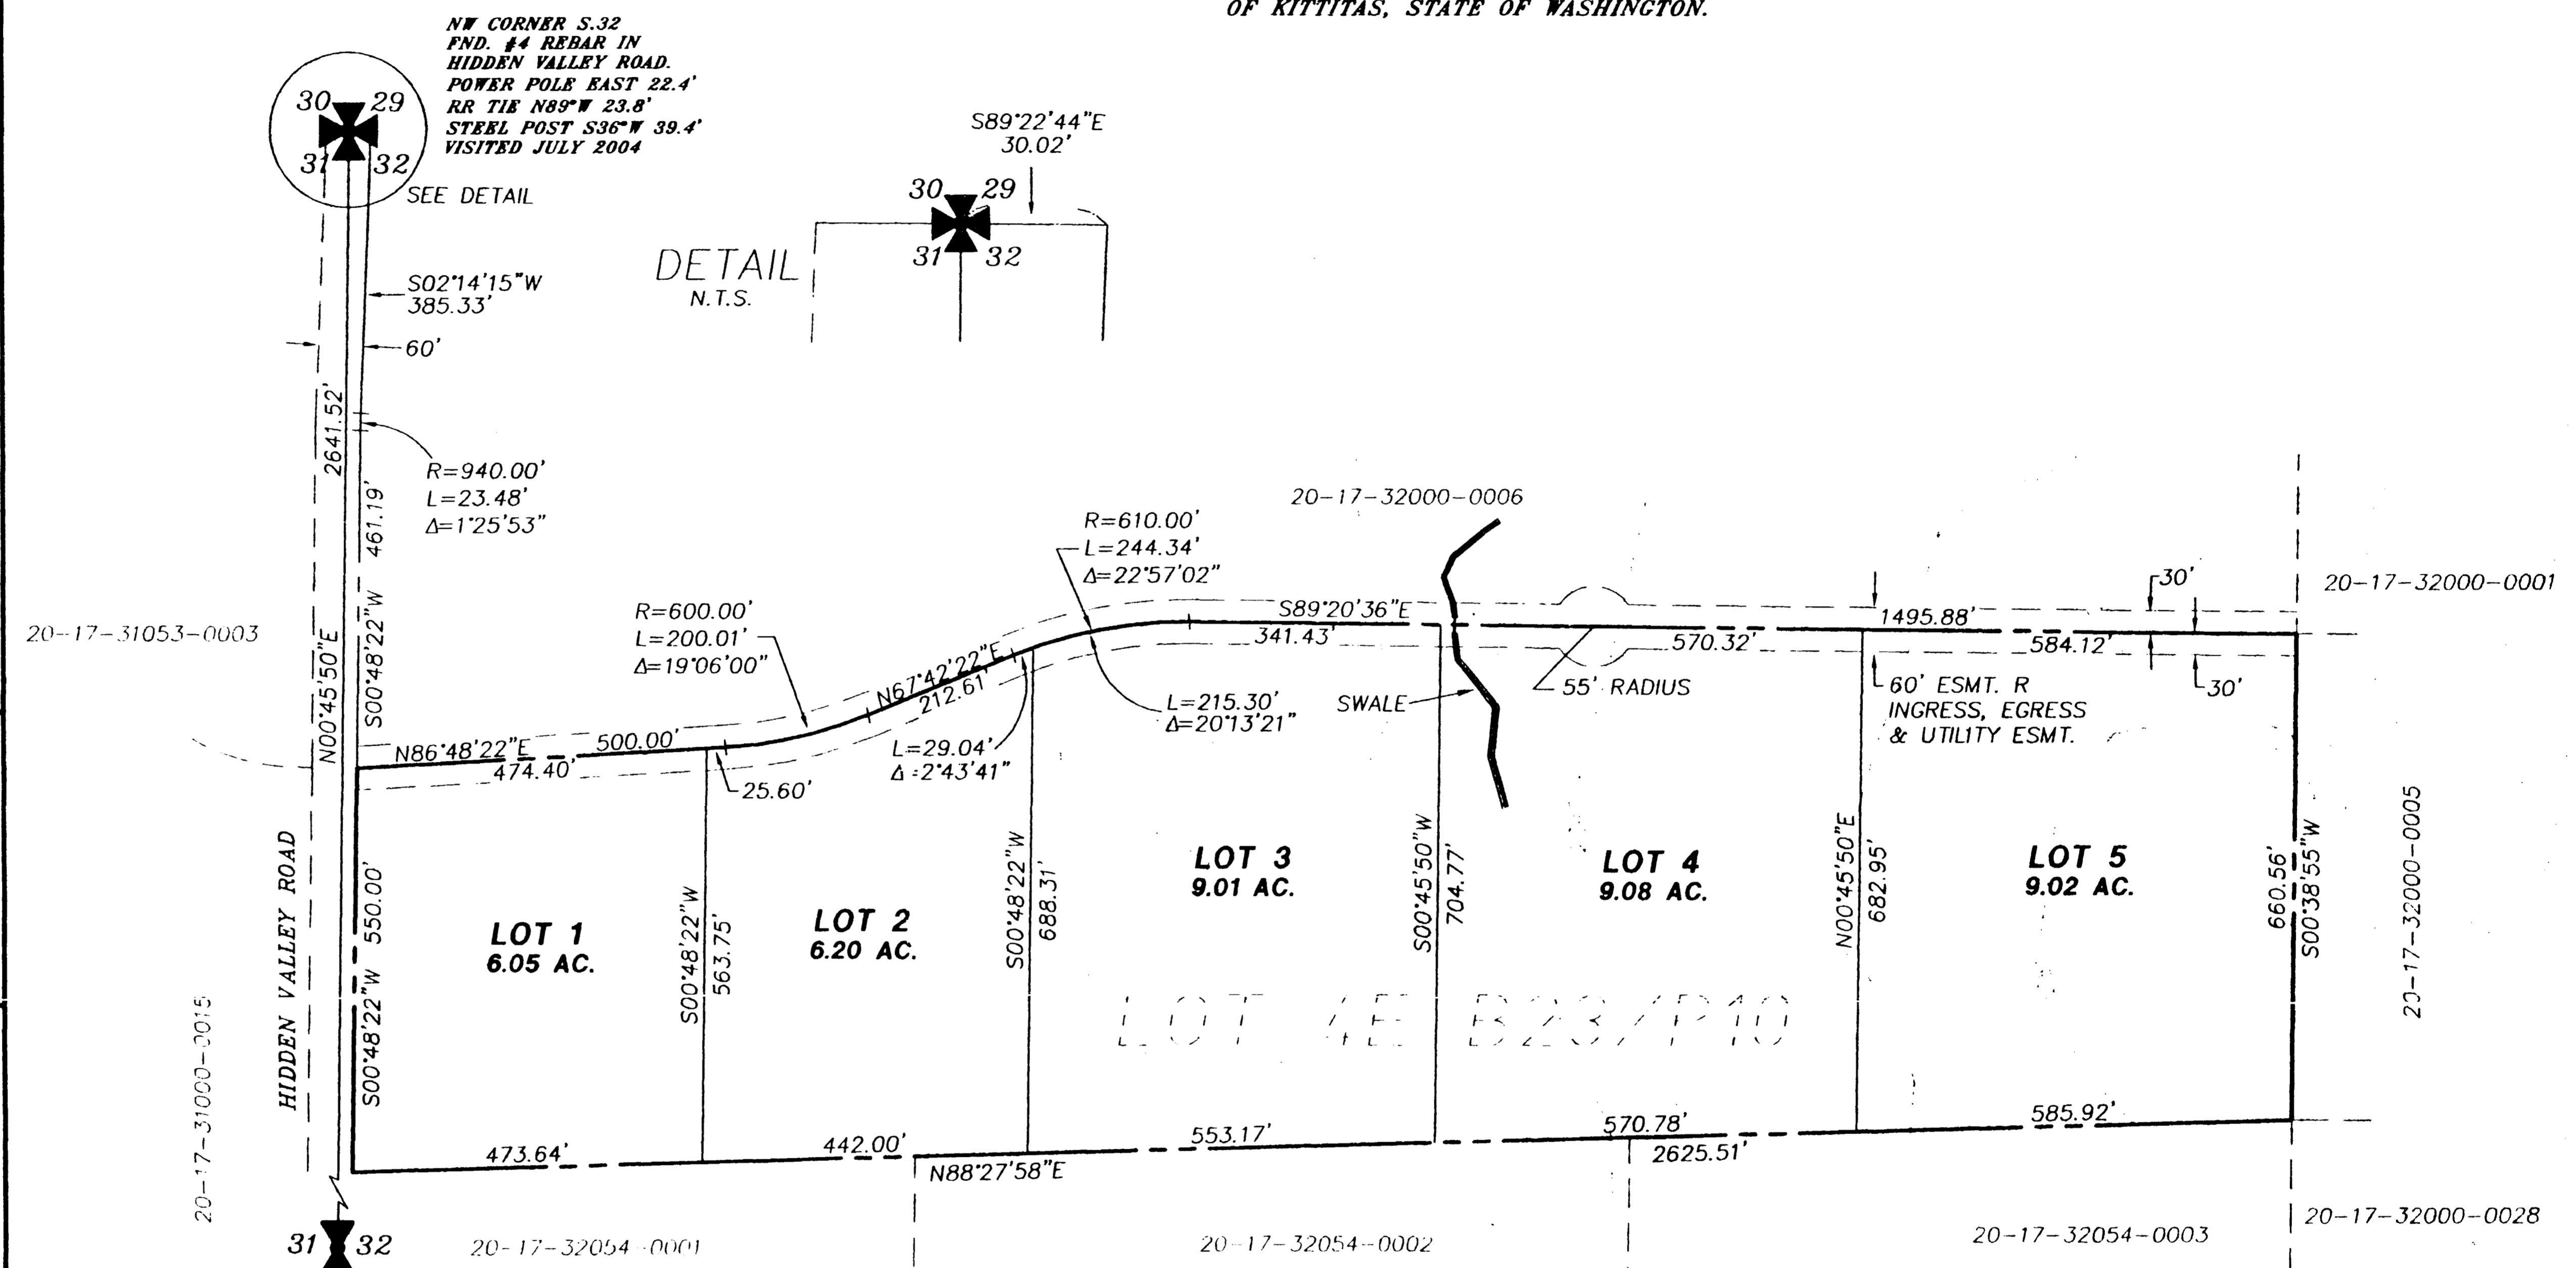 OF KITTITAS, STATE OF WASHINGTON.
NW CORNER S.32
FND. #4 REBAR IN
HIDDEN VALLEY ROAD.
POWER POLE EAST 22.4'
RR TIE N89°W 23.8'
STEEL POST S36°W 39.4'
VISITED JULY 2004
30 29
31 32
SEE DETAIL
S89°22'44"E
30.02'
30 29
31 32
DETAIL
N.T.S.
S02°14'15"W
385.33'
60'
2641.52'
N00°45'50"E
R=940.00'
L=23.48'
Δ=1°25'53"
S00°48'22"W 461.19'
20-17-31053-0003
20-17-32000-0006
20-17-32000-0001
R=600.00'
L=200.01'
Δ=19°06'00"
R=610.00'
L=244.34'
Δ=22°57'02"
N86°48'22"E 500.00'
474.40'
25.60'
N67°42'22"E
212.61'
L=29.04'
Δ=2°43'41"
L=215.30'
Δ=20°13'21"
S89°20'36"E 1495.88'
341.43'
570.32'
584.12'
SWALE
55' RADIUS
60' ESMT. R
INGRESS, EGRESS
& UTILITY ESMT.
30'
30'
HIDDEN VALLEY ROAD
20-17-31000-0015
S00°48'22"W 550.00'
LOT 1
6.05 AC.
S00°48'22"W
563.75'
LOT 2
6.20 AC.
S00°48'22"W
688.31'
LOT 3
9.01 AC.
S00°45'50"W
704.77'
LOT 4
9.08 AC.
N00°45'50"E
682.95'
LOT 5
9.02 AC.
660.56'
S00°38'55"W
20-17-32000-0005
LOT 4E B23/P10
473.64'
442.00'
553.17'
570.78'
585.92'
N88°27'58"E
2625.51'
31 32
20-17-32054-0001
20-17-32054-0002
20-17-32054-0003
20-17-32000-0028